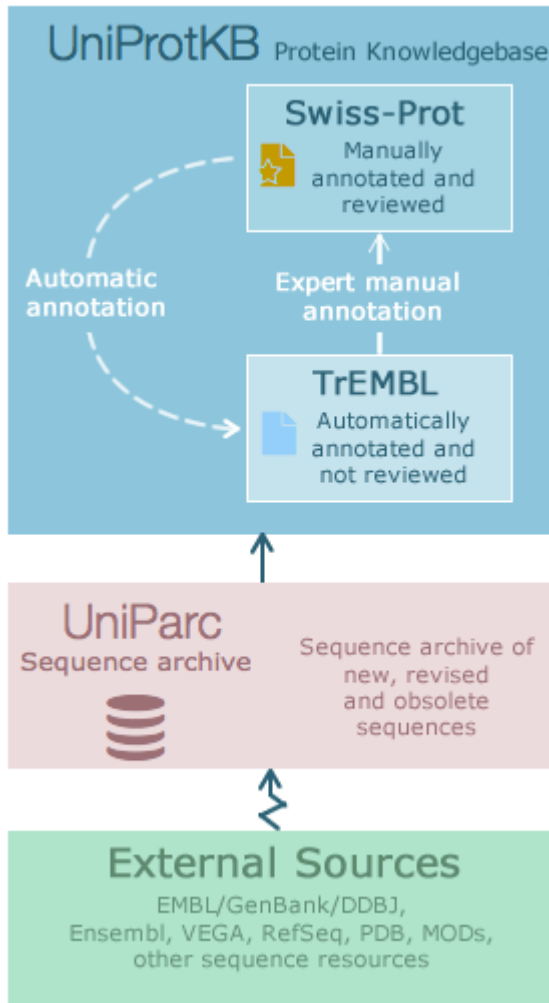 UniProtKB Protein Knowledgebase
Swiss-Prot
Manually
annotated and
reviewed
Automatic
annotation
Expert manual
annotation
TrEMBL
Automatically
annotated and
not reviewed
UniParc
Sequence archive
Sequence archive of
new, revised
and obsolete
sequences
External Sources
EMBL/GenBank/DDBJ,
Ensembl, VEGA, RefSeq, PDB, MODs,
other sequence resources